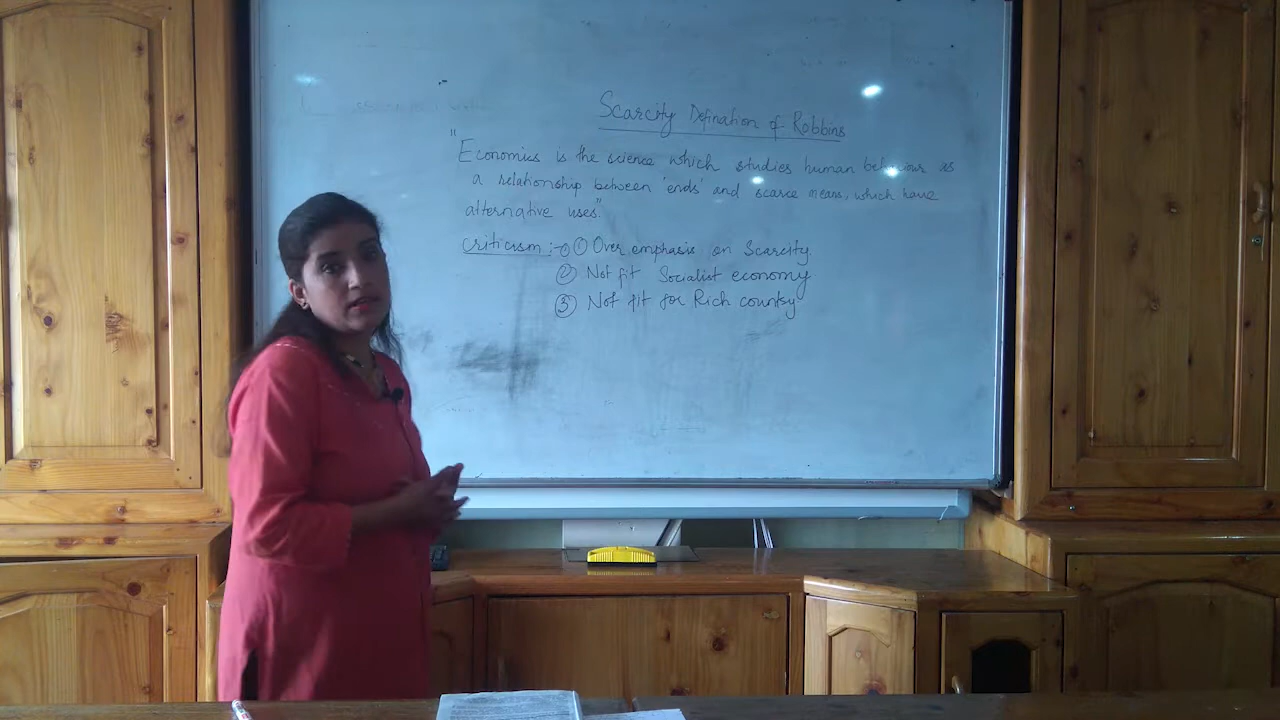 Scarcity Defination of Robbins
"Economics is the science which studies human behaviour as
a relationship between 'ends' and scarce means, which have
alternative uses"
Criticism :- ① Over emphasis on Scarcity
② Not fit Socialist economy
③ Not fit for Rich country